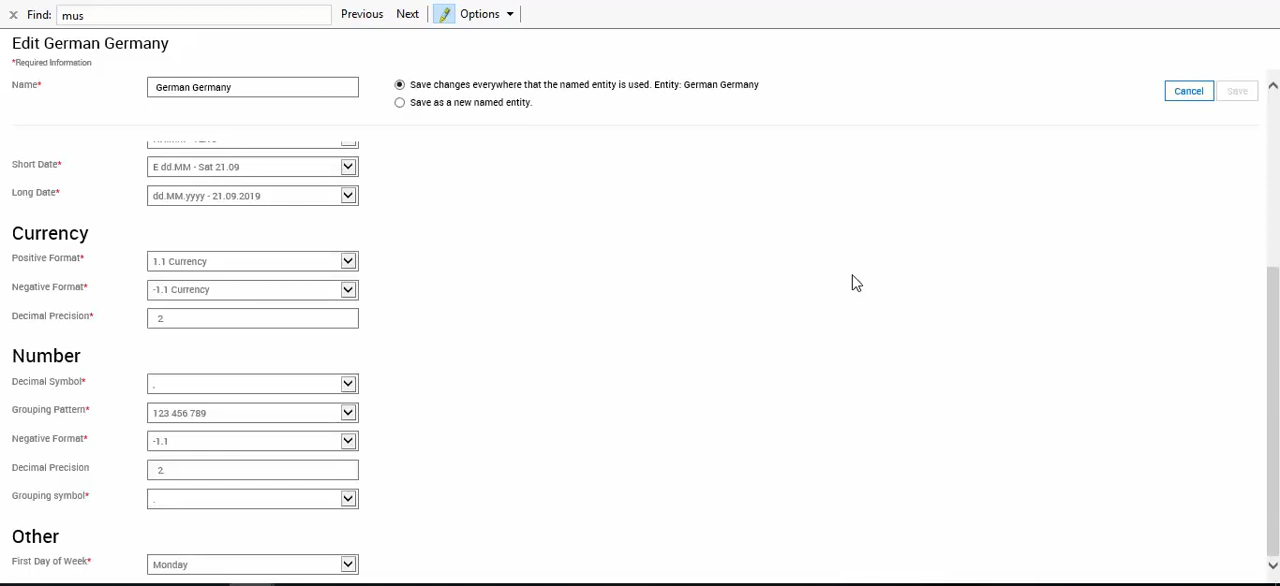 Find: mus Previous Next Options
Edit German Germany
*Required Information
Name* German Germany
Save changes everywhere that the named entity is used. Entity: German Germany
Save as a new named entity.
Cancel Save
Short Date* E dd.MM - Sat 21.09
Long Date* dd.MM.yyyy - 21.09.2019
Currency
Positive Format* 1.1 Currency
Negative Format* -1.1 Currency
Decimal Precision* 2
Number
Decimal Symbol* ,
Grouping Pattern* 123 456 789
Negative Format* -1.1
Decimal Precision 2
Grouping symbol* .
Other
First Day of Week* Monday